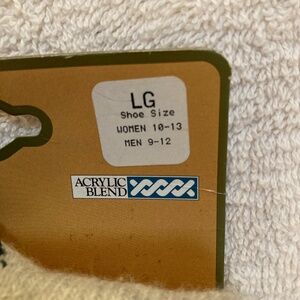 LG
Shoe Size
WOMEN 10-13
MEN 9-12
ACRYLIC
BLEND